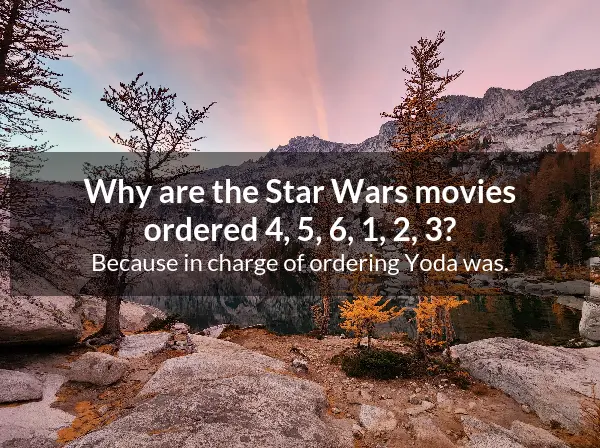 Why are the Star Wars movies
ordered 4, 5, 6, 1, 2, 3?
Because in charge of ordering Yoda was.